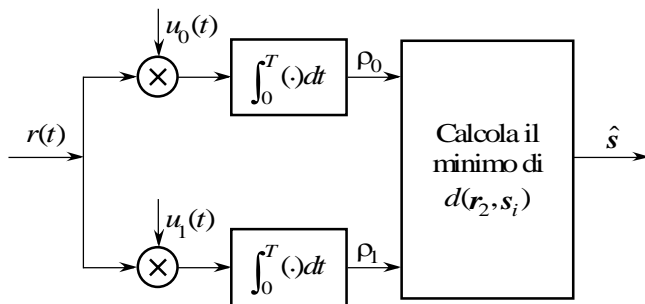 u₀(t)
∫₀ᵀ(·)dt
ρ₀
r(t)
Calcola il
minimo di
d(r₂,sᵢ)
ŝ
u₁(t)
∫₀ᵀ(·)dt
ρ₁